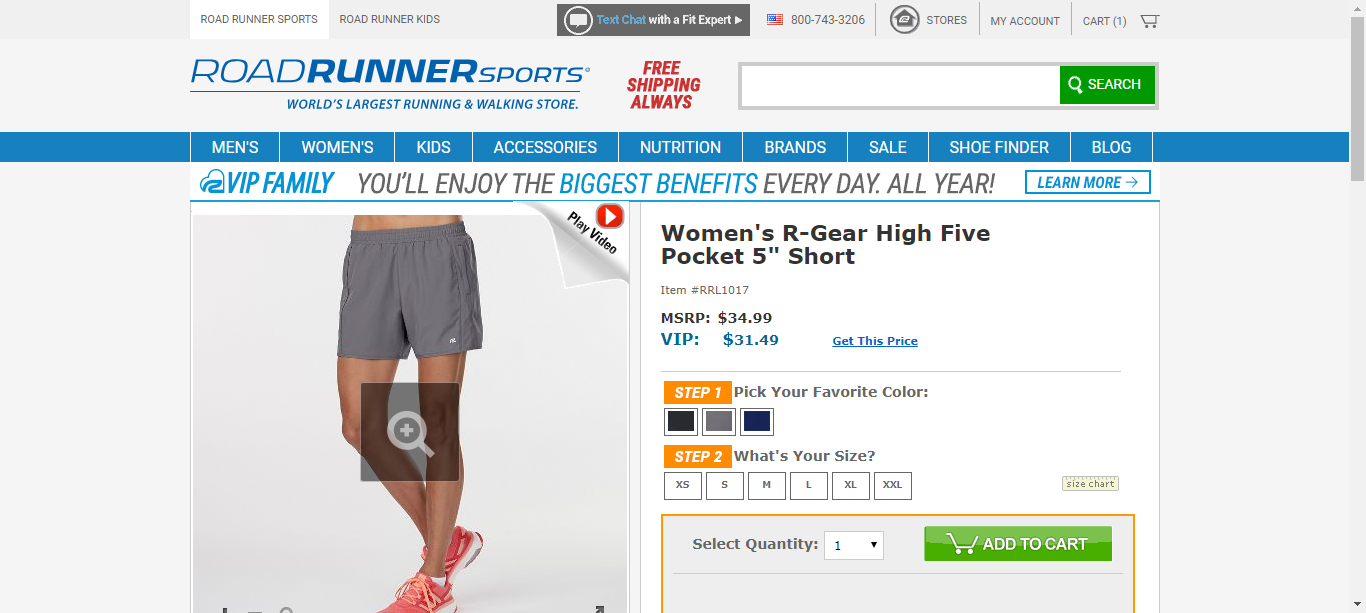 ROAD RUNNER SPORTS
ROAD RUNNER KIDS
Text Chat with a Fit Expert
800-743-3206
STORES
MY ACCOUNT
CART (1)
ROADRUNNERSPORTS®
WORLD'S LARGEST RUNNING & WALKING STORE.
FREE
SHIPPING
ALWAYS
SEARCH
MEN'S
WOMEN'S
KIDS
ACCESSORIES
NUTRITION
BRANDS
SALE
SHOE FINDER
BLOG
VIP FAMILY
YOU'LL ENJOY THE BIGGEST BENEFITS EVERY DAY. ALL YEAR!
LEARN MORE
Play Video
Women's R-Gear High Five
Pocket 5" Short
Item #RRL1017
MSRP: $34.99
VIP: $31.49
Get This Price
STEP 1 Pick Your Favorite Color:
STEP 2 What's Your Size?
XS
S
M
L
XL
XXL
size chart
Select Quantity:
1
ADD TO CART